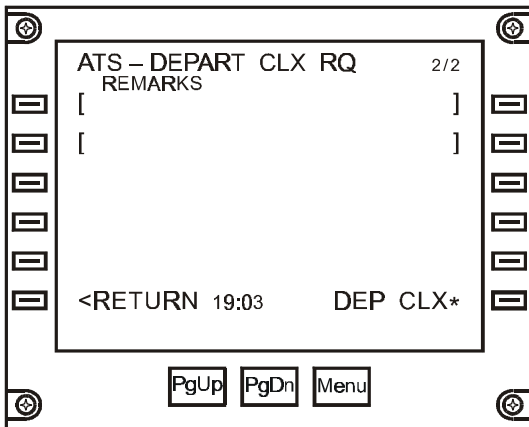 ATS – DEPART CLX RQ 2/2
REMARKS
[ ]
[ ]
<RETURN 19:03 DEP CLX*
PgUp PgDn Menu